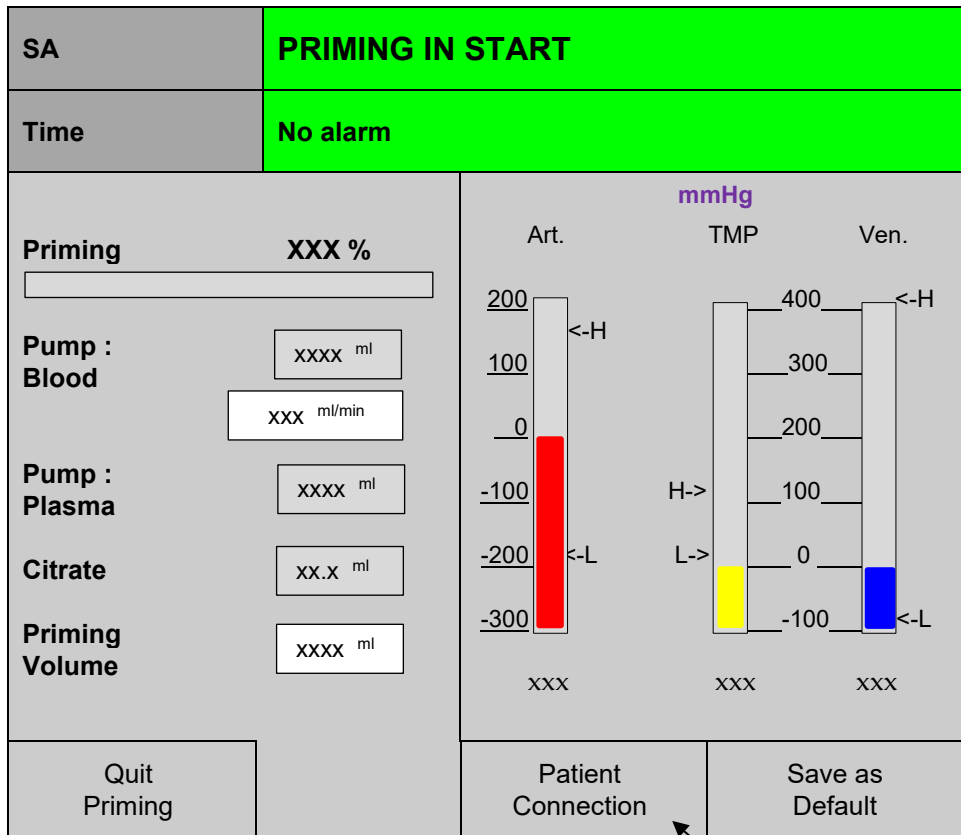 SA
PRIMING IN START
Time
No alarm
Priming XXX %
Pump :
Blood
xxxx ml
xxx ml/min
Pump :
Plasma
xxxx ml
Citrate
xx.x ml
Priming
Volume
xxxx ml
mmHg
Art. TMP Ven.
200 <-H 400 <-H
100 300
0 200
-100 H-> 100
-200 <-L L-> 0
-300 -100 <-L
xxx xxx xxx
Quit
Priming
Patient
Connection
Save as
Default